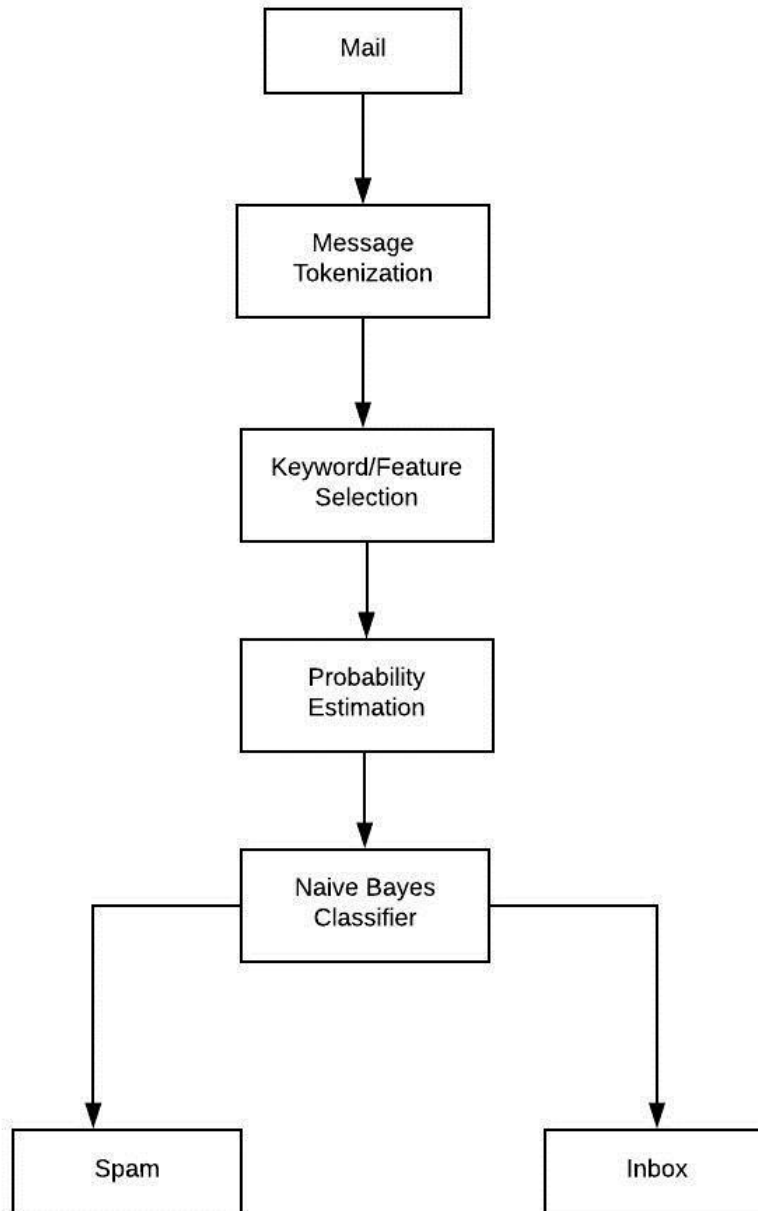 Mail
Message
Tokenization
Keyword/Feature
Selection
Probability
Estimation
Naive Bayes
Classifier
Spam
Inbox